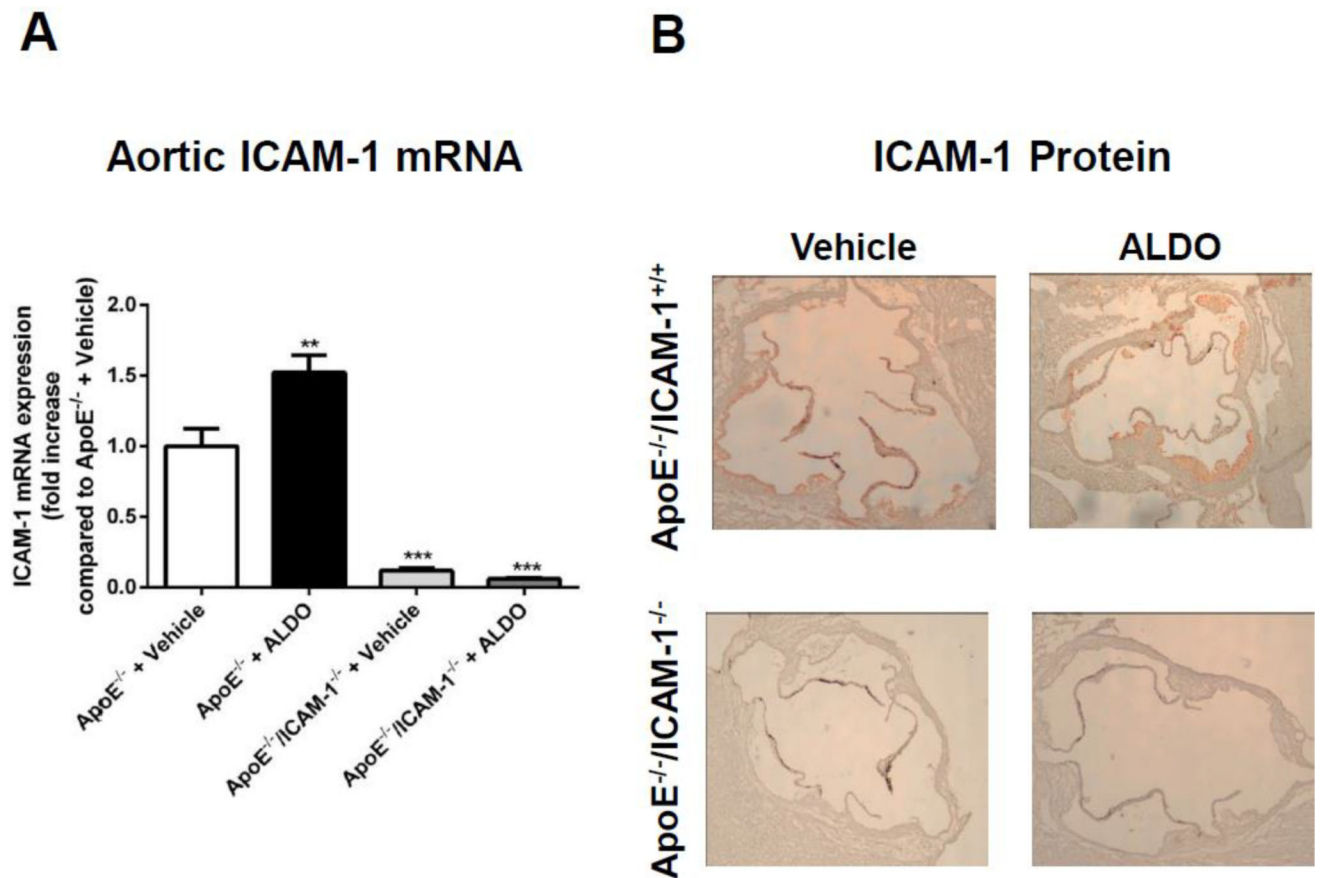 A
Aortic ICAM-1 mRNA
ICAM-1 mRNA expression
(fold increase
compared to ApoE-/- + Vehicle)
2.0
1.5
1.0
0.5
0.0
**
***
***
ApoE-/- + Vehicle
ApoE-/- + ALDO
ApoE-/-/ICAM-1-/- + Vehicle
ApoE-/-/ICAM-1-/- + ALDO
B
ICAM-1 Protein
Vehicle
ALDO
ApoE-/-/ICAM-1+/+
ApoE-/-/ICAM-1-/-